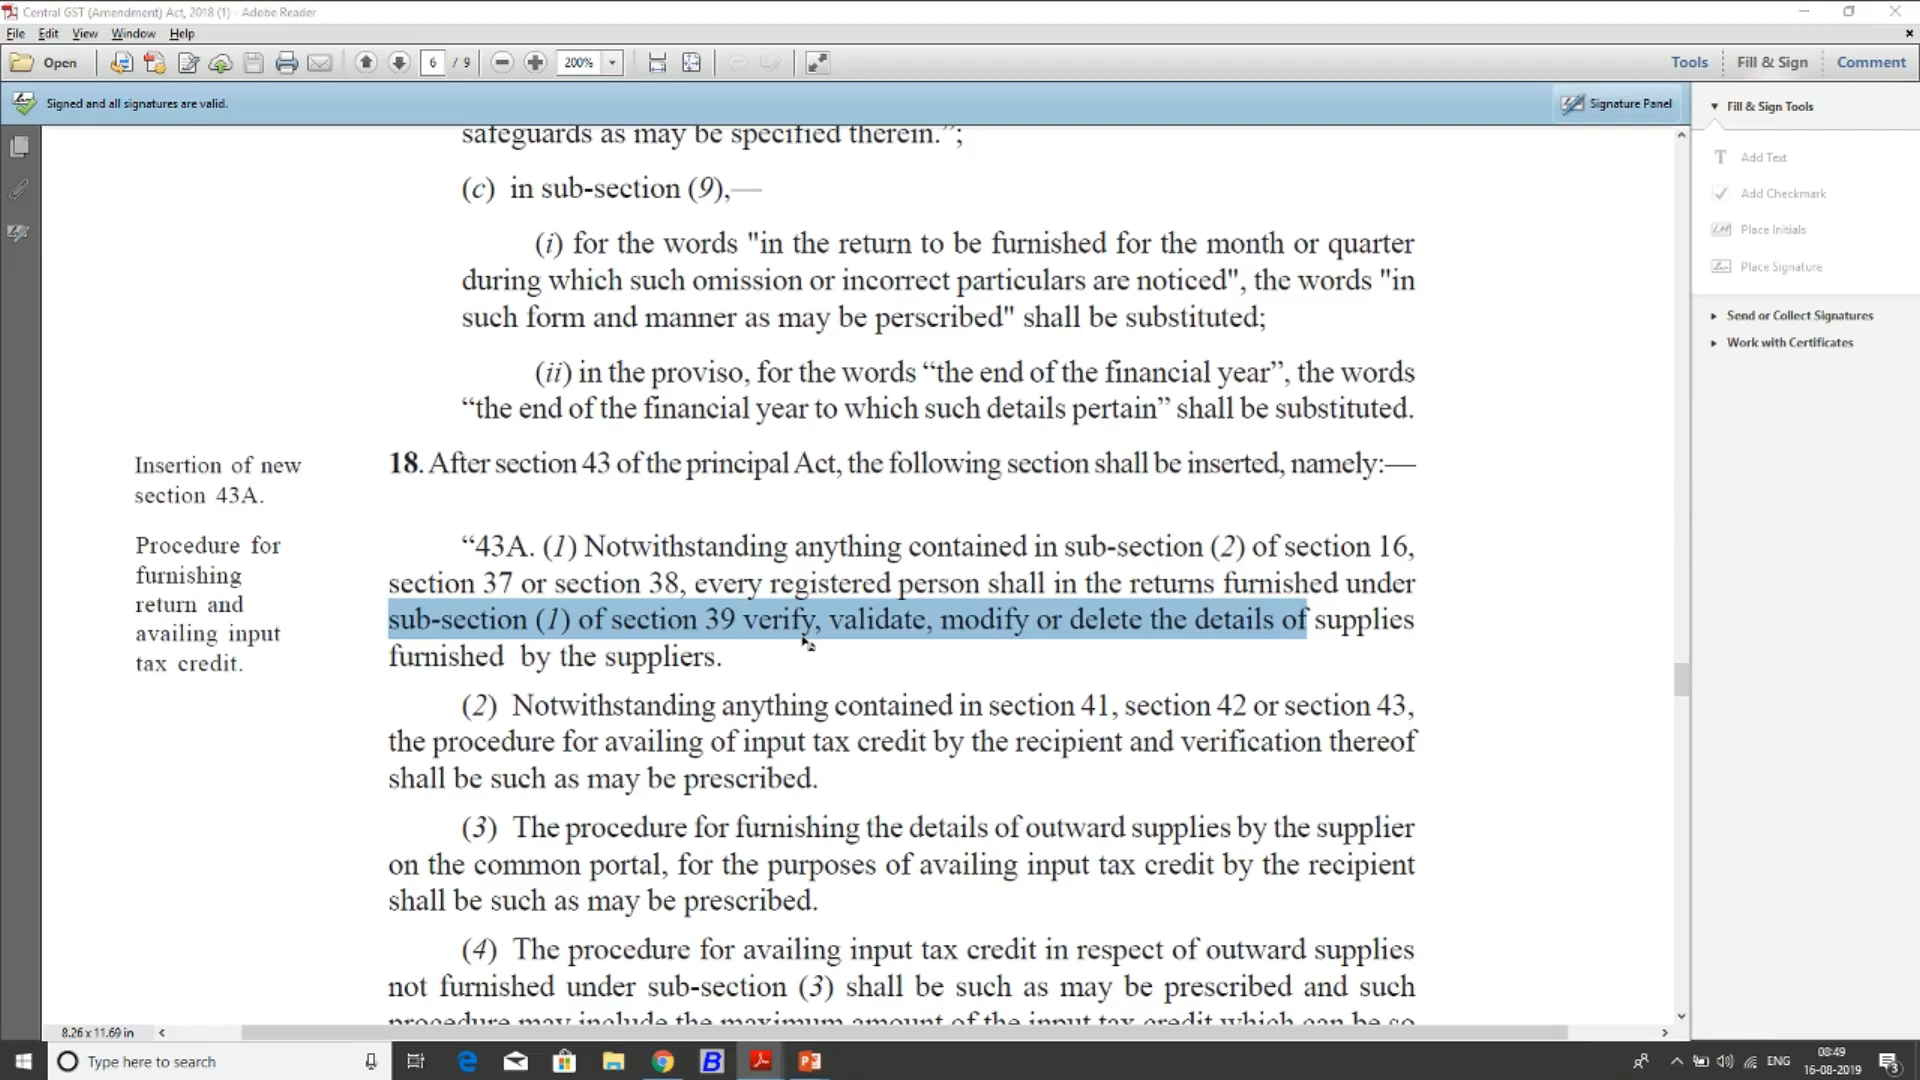 Central GST (Amendment) Act, 2018 (1) - Adobe Reader
File Edit View Window Help
Open 6 / 9 200% Tools Fill & Sign Comment
Signed and all signatures are valid. Signature Panel
Fill & Sign Tools
Add Text
Add Checkmark
Place Initials
Place Signature
Send or Collect Signatures
Work with Certificates
safeguards as may be specified therein.”;
(c) in sub-section (9),—
(i) for the words "in the return to be furnished for the month or quarter
during which such omission or incorrect particulars are noticed", the words "in
such form and manner as may be perscribed" shall be substituted;
(ii) in the proviso, for the words “the end of the financial year”, the words
“the end of the financial year to which such details pertain” shall be substituted.
Insertion of new
section 43A.
18. After section 43 of the principal Act, the following section shall be inserted, namely:—
Procedure for
furnishing
return and
availing input
tax credit.
“43A. (1) Notwithstanding anything contained in sub-section (2) of section 16,
section 37 or section 38, every registered person shall in the returns furnished under
sub-section (1) of section 39 verify, validate, modify or delete the details of supplies
furnished by the suppliers.
(2) Notwithstanding anything contained in section 41, section 42 or section 43,
the procedure for availing of input tax credit by the recipient and verification thereof
shall be such as may be prescribed.
(3) The procedure for furnishing the details of outward supplies by the supplier
on the common portal, for the purposes of availing input tax credit by the recipient
shall be such as may be prescribed.
(4) The procedure for availing input tax credit in respect of outward supplies
not furnished under sub-section (3) shall be such as may be prescribed and such
procedure may include the maximum amount of the input tax credit which can be so
8.26 x 11.69 in
Type here to search
ENG
08:49
16-08-2019
3